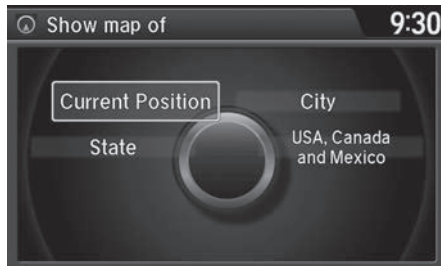 Show map of
9:30
Current Position
City
State
USA, Canada
and Mexico